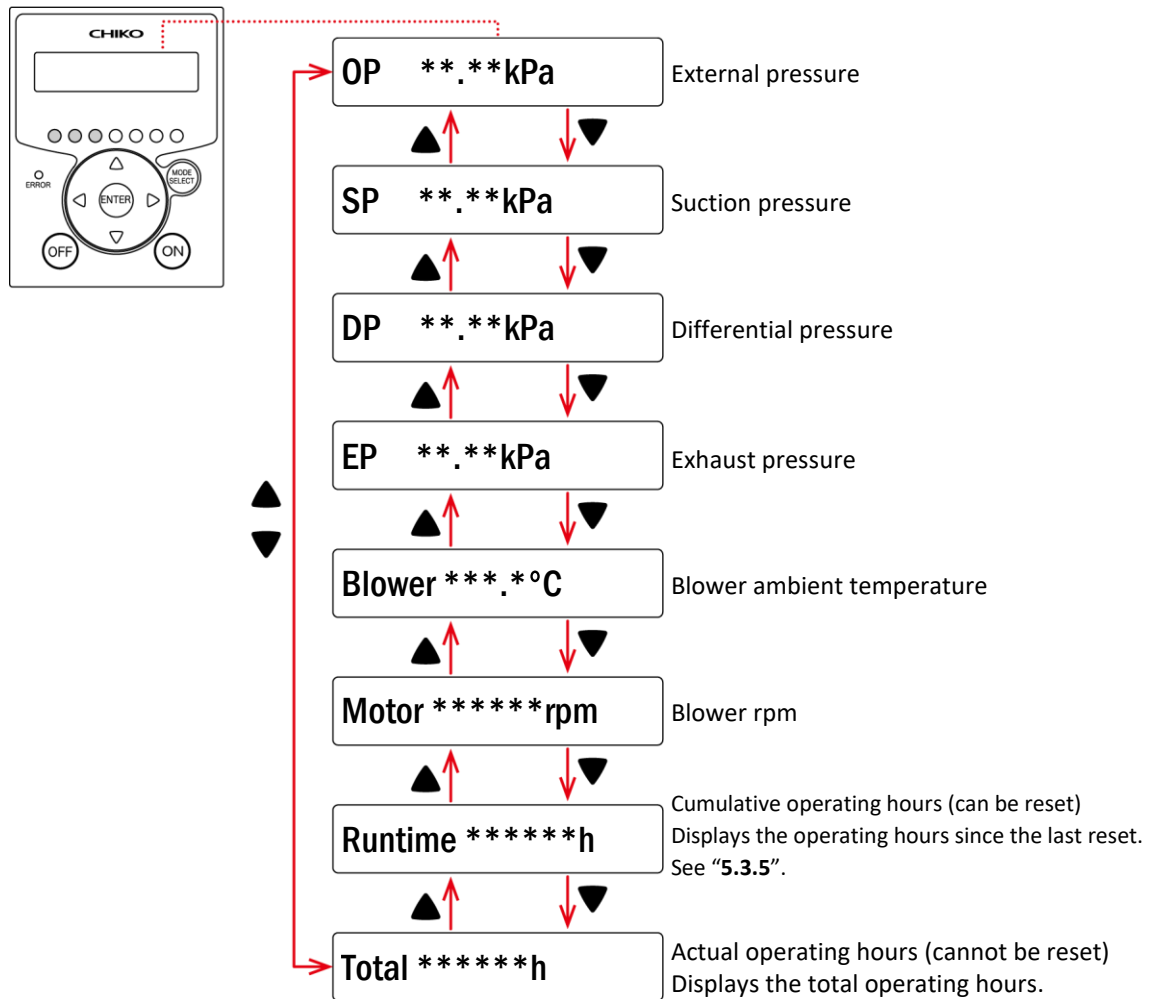 CHIKO
ERROR
MODE
SELECT
ENTER
OFF
ON
OP **.**kPa
External pressure
SP **.**kPa
Suction pressure
DP **.**kPa
Differential pressure
EP **.**kPa
Exhaust pressure
Blower ***.*°C
Blower ambient temperature
Motor ******rpm
Blower rpm
Runtime ******h
Cumulative operating hours (can be reset)
Displays the operating hours since the last reset.
See “5.3.5”.
Total ******h
Actual operating hours (cannot be reset)
Displays the total operating hours.